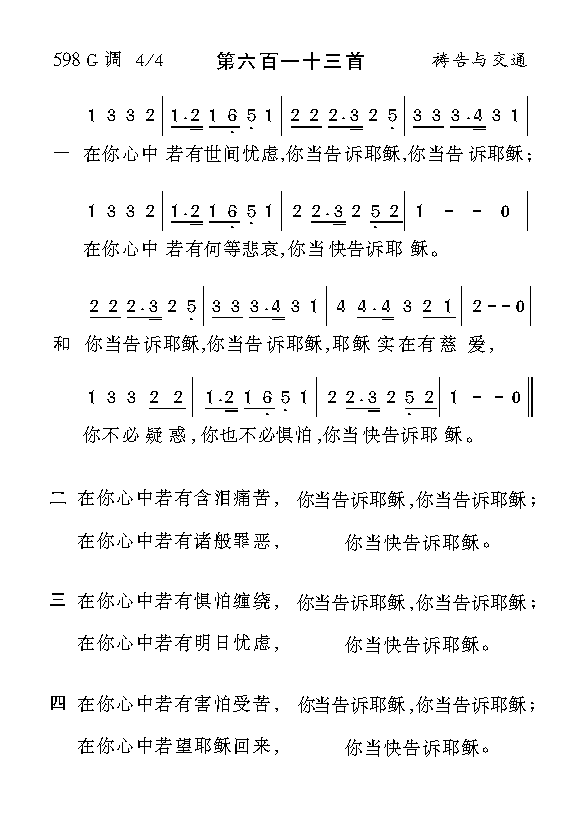 598 G 调 4/4 第六百一十三首 祷告与交通
1 3 3 2 | 1·2 1 6 5 1 | 2 2 2·3 2 5 | 3 3 3·4 3 1 |
一 在你心中 若有世间忧虑,你当告诉耶稣,你当告诉耶稣;
1 3 3 2 | 1·2 1 6 5 1 | 2 2·3 2 5 2 | 1 - - 0 |
在你心中 若有何等悲哀,你当快告诉耶 稣。
2 2 2·3 2 5 | 3 3 3·4 3 1 | 4 4·4 3 2 1 | 2 - - 0 |
和 你当告诉耶稣,你当告诉耶稣,耶稣 实在有慈 爱,
1 3 3 2 2 | 1·2 1 6 5 1 | 2 2·3 2 5 2 | 1 - - 0 ‖
你不必疑惑,你也不必惧怕,你当快告诉耶 稣。
二 在你心中若有含泪痛苦, 你当告诉耶稣,你当告诉耶稣;
在你心中若有诸般罪恶, 你当快告诉耶稣。
三 在你心中若有惧怕缠绕, 你当告诉耶稣,你当告诉耶稣;
在你心中若有明日忧虑, 你当快告诉耶稣。
四 在你心中若有害怕受苦, 你当告诉耶稣,你当告诉耶稣;
在你心中若望耶稣回来, 你当快告诉耶稣。